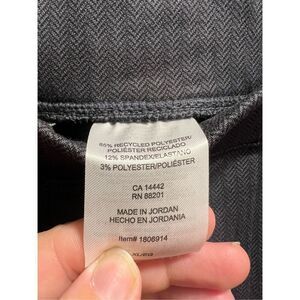 85% RECYCLED POLYESTER/
POLIÉSTER RECICLADO
12% SPANDEX/ELASTANO
3% POLYESTER/POLIÉSTER
CA 14442
RN 88201
MADE IN JORDAN
HECHO EN JORDANIA
Item# 1806914